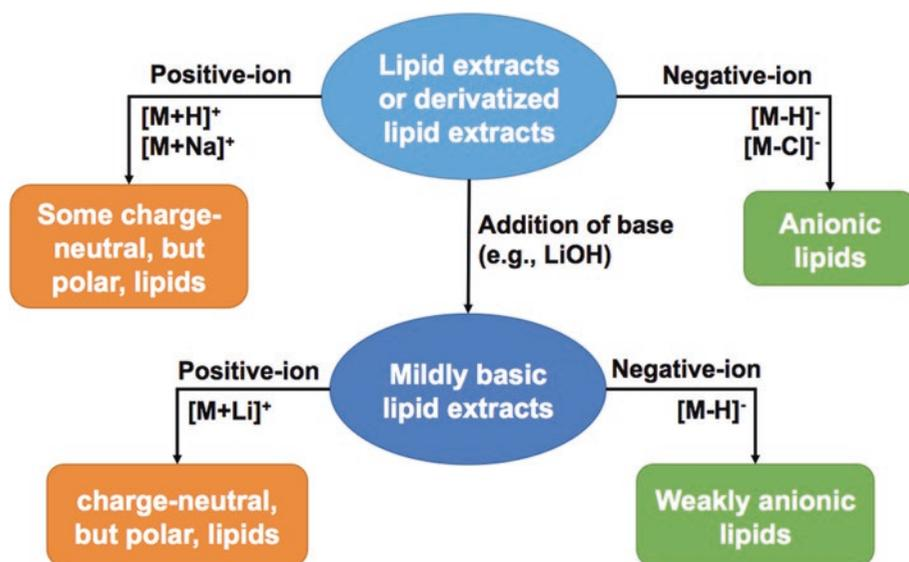 Positive-ion
[M+H]⁺
[M+Na]⁺
Lipid extracts
or derivatized
lipid extracts
Negative-ion
[M-H]⁻
[M-Cl]⁻
Some charge-
neutral, but
polar, lipids
Addition of base
(e.g., LiOH)
Anionic
lipids
Positive-ion
[M+Li]⁺
Mildly basic
lipid extracts
Negative-ion
[M-H]⁻
charge-neutral,
but polar, lipids
Weakly anionic
lipids